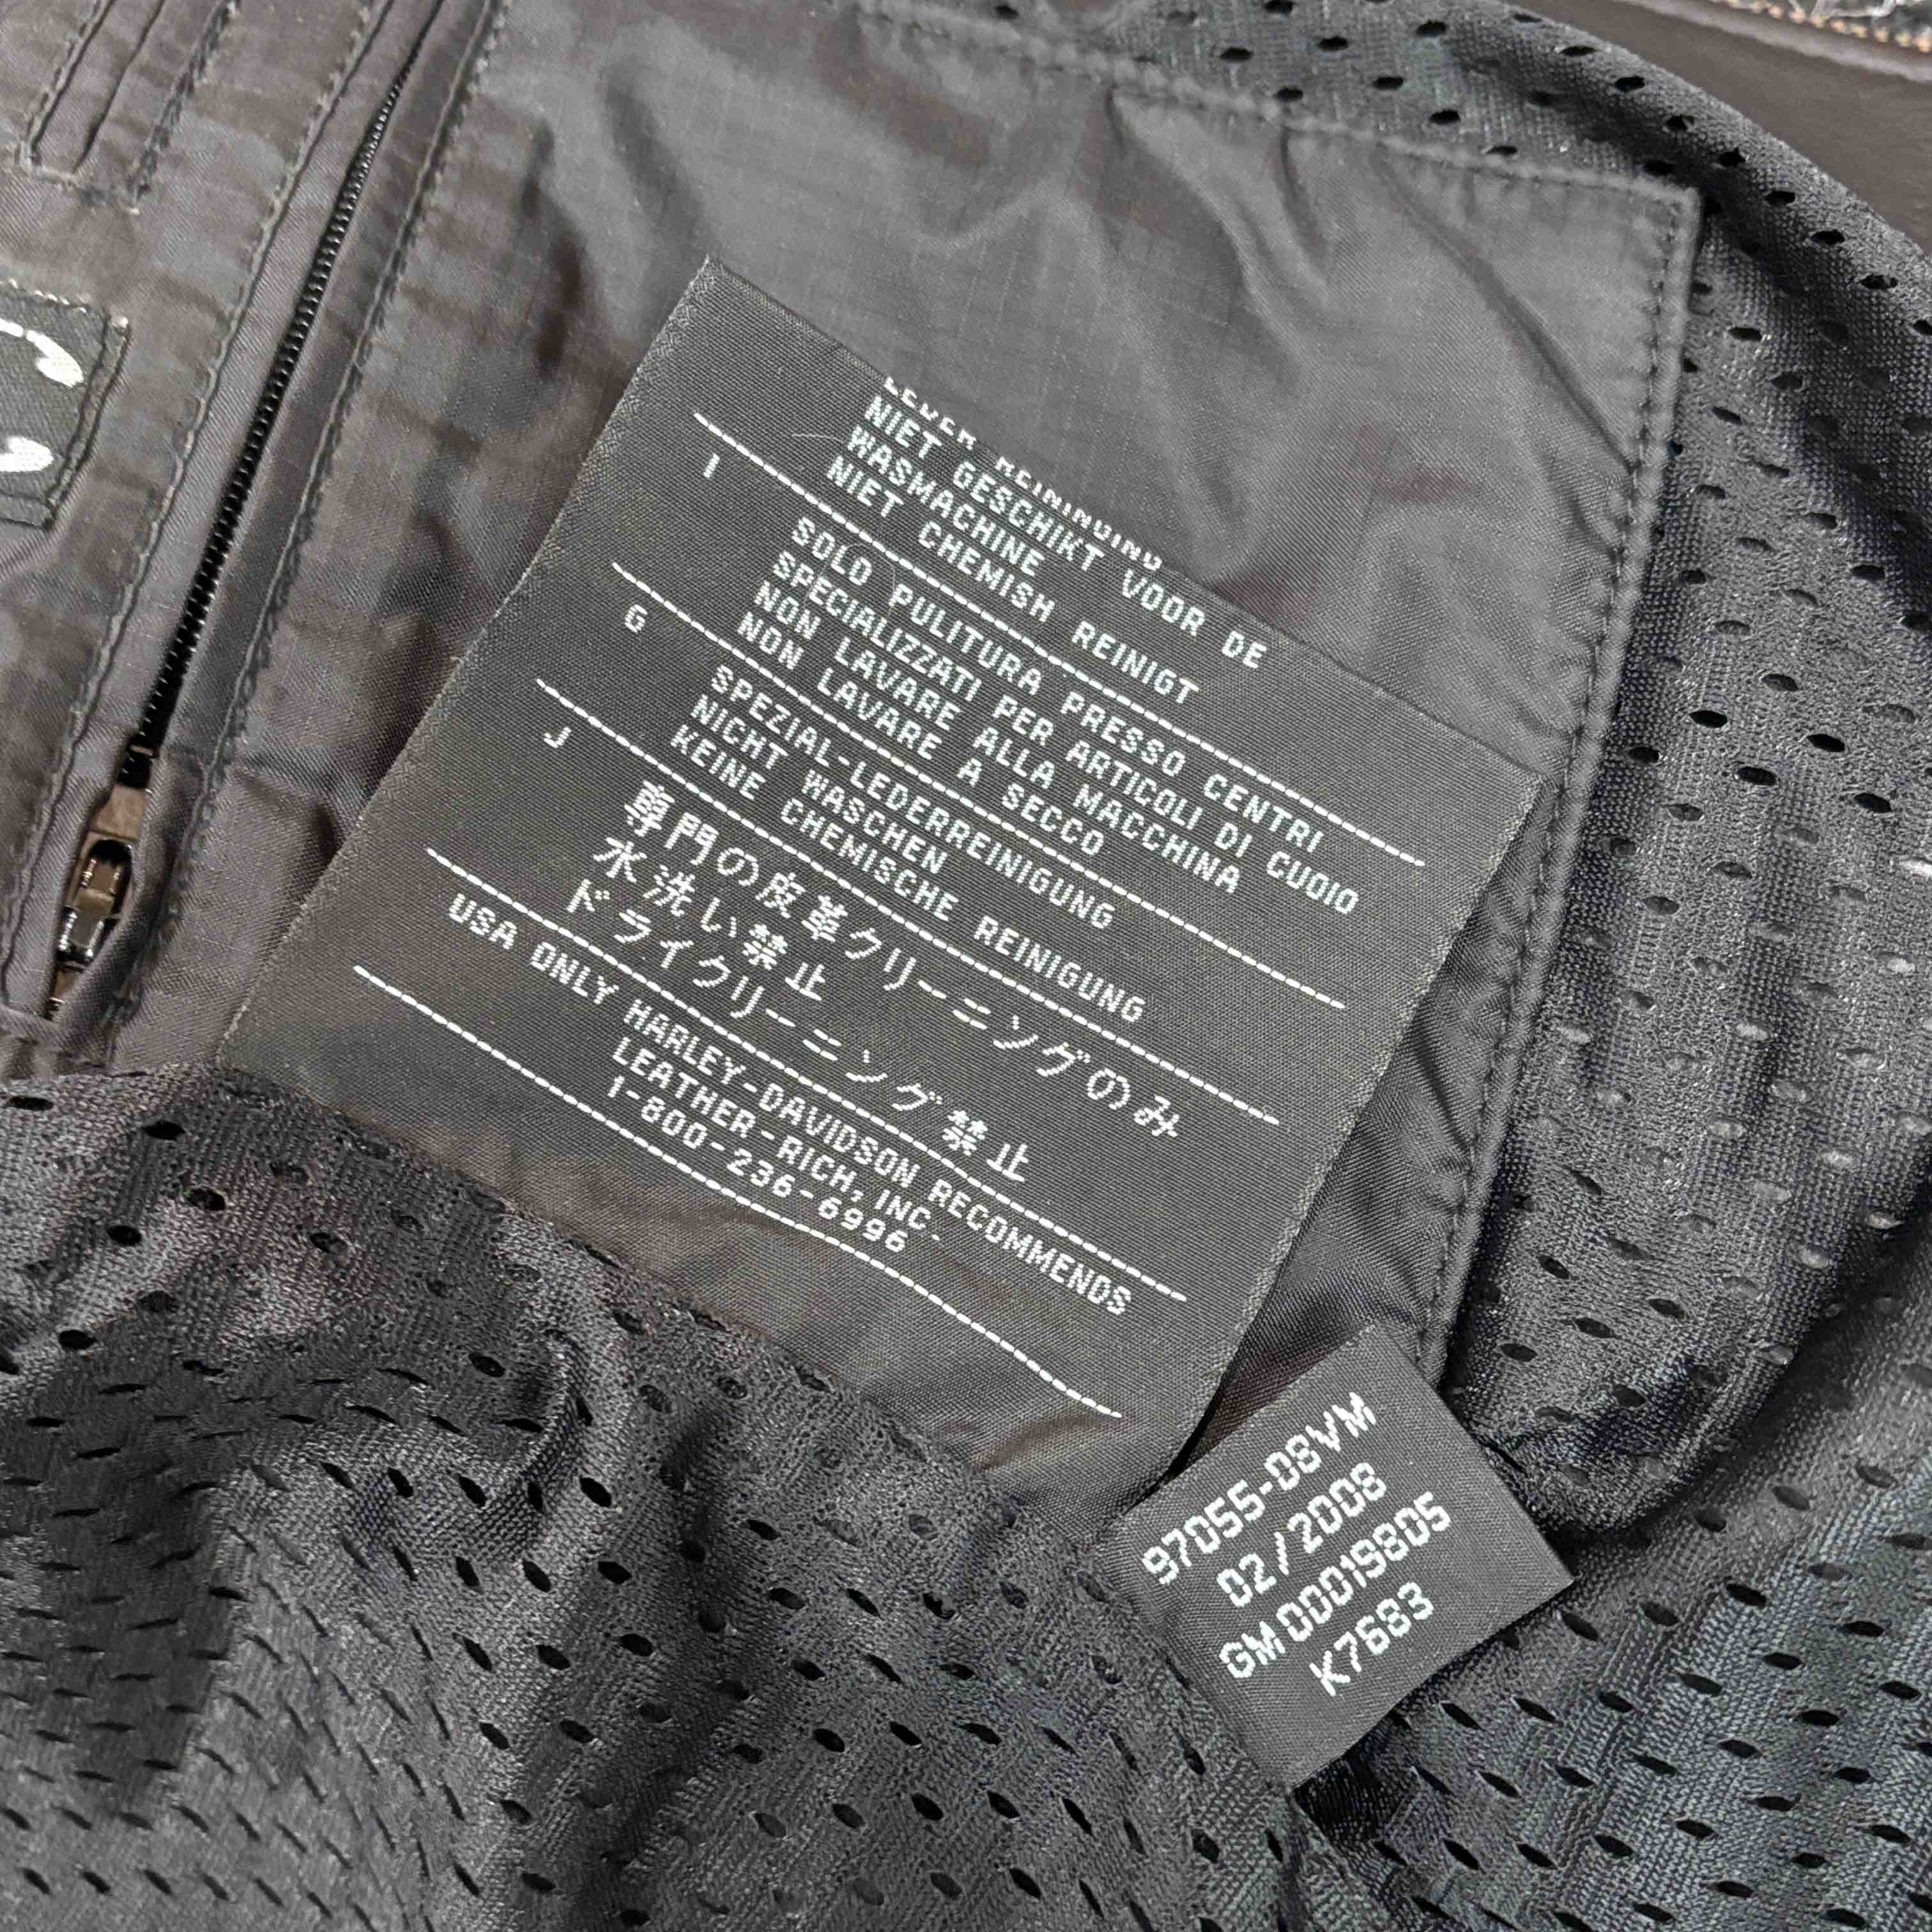 LEDER REINIGING
NIET GESCHIKT VOOR DE
WASMACHINE
NIET CHEMISH REINIGT
I
SOLO PULITURA PRESSO CENTRI
SPECIALIZZATI PER ARTICOLI DI CUOIO
NON LAVARE ALLA MACCHINA
NON LAVARE A SECCO
G
SPEZIAL-LEDERREINIGUNG
NICHT WASCHEN
KEINE CHEMISCHE REINIGUNG
J
専門の皮革クリーニングのみ
水洗い禁止
ドライクリーニング禁止
USA ONLY HARLEY-DAVIDSON RECOMMENDS
LEATHER-RICH, INC.
1-800-236-6996
97055-08VM
02/2008
GM00019805
K7683